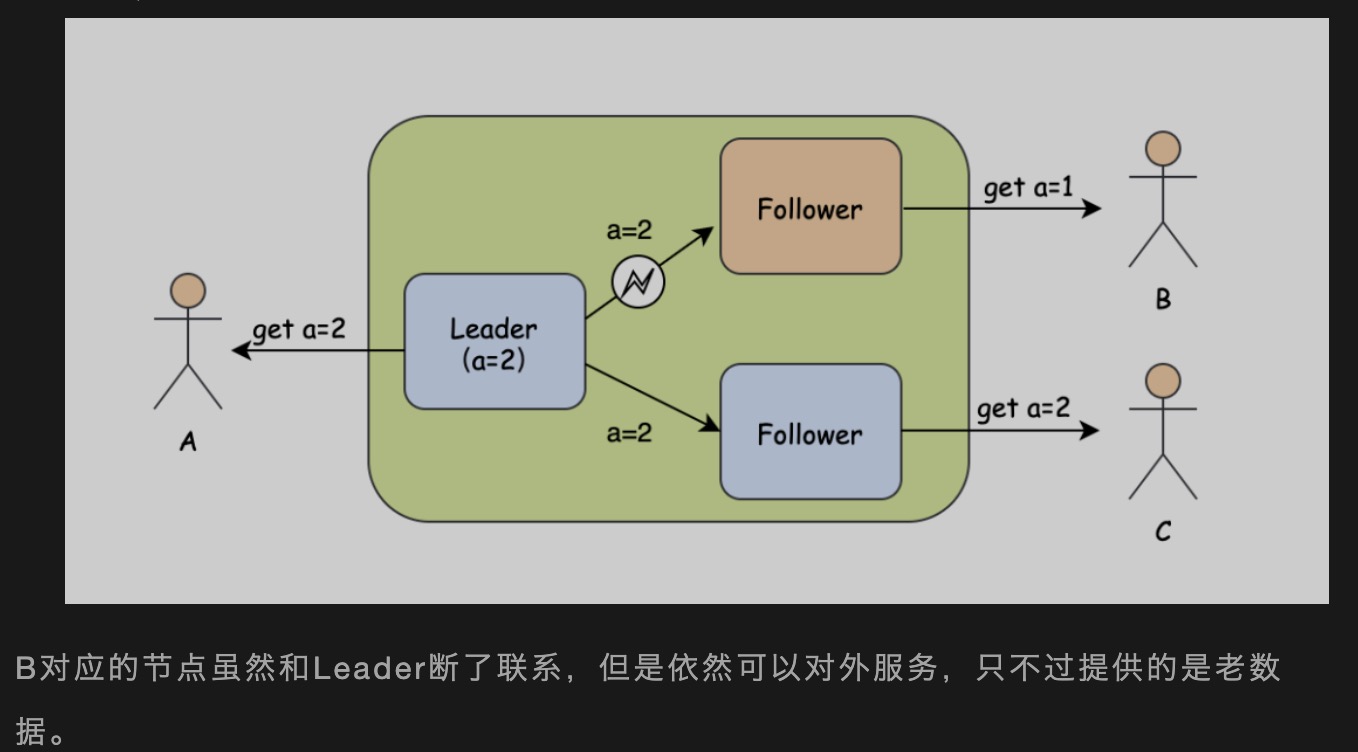 Follower
get a=1
a=2
B
Leader
(a=2)
get a=2
A
a=2
Follower
get a=2
C
B对应的节点虽然和Leader断了联系，但是依然可以对外服务，只不过提供的是老数
据。